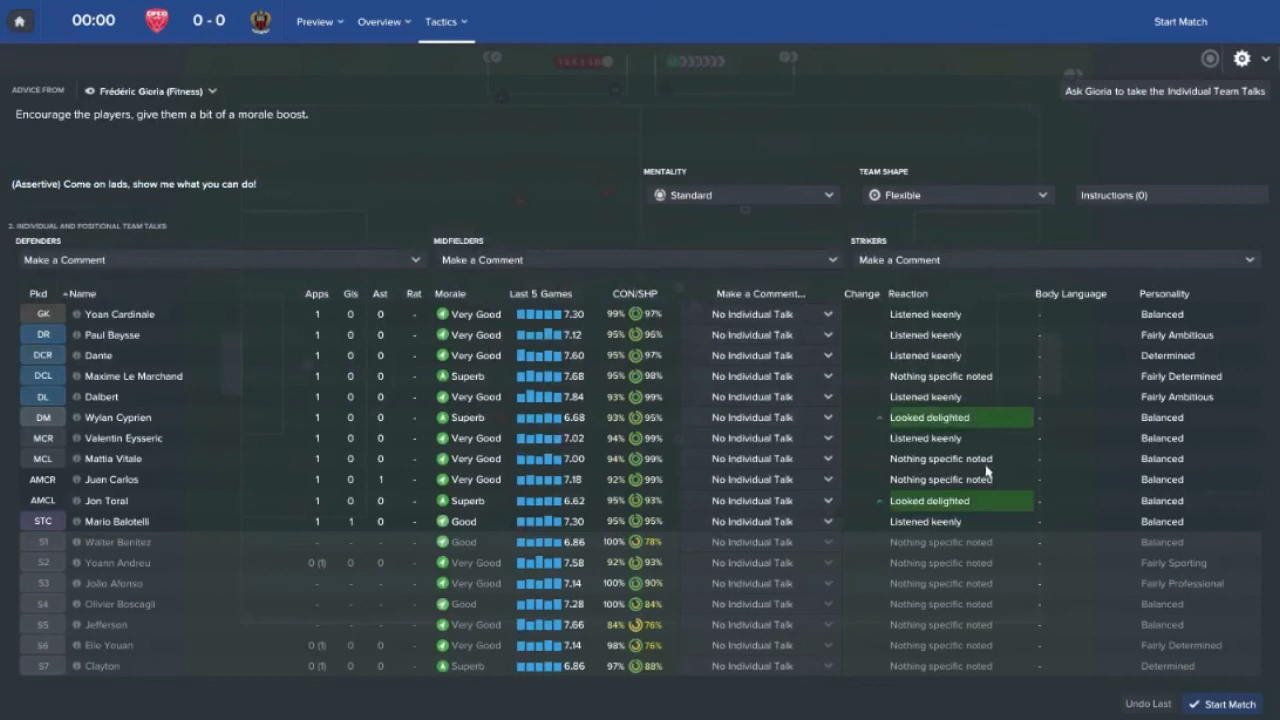 00:00 DFCO 0 - 0 Preview Overview Tactics Start Match
ADVICE FROM Frédéric Gioria (Fitness) Ask Gioria to take the Individual Team Talks
Encourage the players, give them a bit of a morale boost.
MENTALITY TEAM SHAPE
(Assertive) Come on lads, show me what you can do!
Standard Flexible Instructions (0)
2. INDIVIDUAL AND POSITIONAL TEAM TALKS
DEFENDERS MIDFIELDERS STRIKERS
Make a Comment Make a Comment Make a Comment
Pkd Name Apps Gls Ast Rat Morale Last 5 Games CON/SHP Make a Comment... Change Reaction Body Language Personality
GK Yoan Cardinale 1 0 0 - Very Good 7.30 99% 97% No Individual Talk Listened keenly - Balanced
DR Paul Baysse 1 0 0 - Very Good 7.12 95% 96% No Individual Talk Listened keenly - Fairly Ambitious
DCR Dante 1 0 0 - Very Good 7.60 95% 97% No Individual Talk Listened keenly - Determined
DCL Maxime Le Marchand 1 0 0 - Superb 7.68 95% 98% No Individual Talk Nothing specific noted - Fairly Determined
DL Dalbert 1 0 0 - Very Good 7.84 93% 99% No Individual Talk Listened keenly - Fairly Ambitious
DM Wylan Cyprien 1 0 0 - Superb 6.68 93% 95% No Individual Talk Looked delighted - Balanced
MCR Valentin Eysseric 1 0 0 - Very Good 7.02 94% 99% No Individual Talk Listened keenly - Balanced
MCL Mattia Vitale 1 0 0 - Very Good 7.00 94% 99% No Individual Talk Nothing specific noted - Balanced
AMCR Juan Carlos 1 0 1 - Very Good 7.18 92% 99% No Individual Talk Nothing specific noted - Balanced
AMCL Jon Toral 1 0 0 - Superb 6.62 95% 93% No Individual Talk Looked delighted - Balanced
STC Mario Balotelli 1 1 0 - Good 7.30 95% 95% No Individual Talk Listened keenly - Balanced
S1 Walter Benitez - - - - Good 6.86 100% 78% No Individual Talk Nothing specific noted - Balanced
S2 Yoann Andreu 0 (1) - - - Very Good 7.58 92% 93% No Individual Talk Nothing specific noted - Fairly Sporting
S3 João Afonso - - - - Very Good 7.14 100% 90% No Individual Talk Nothing specific noted - Fairly Professional
S4 Olivier Boscagli - - - - Good 7.28 100% 84% No Individual Talk Nothing specific noted - Balanced
S5 Jefferson - - - - Very Good 7.66 84% 76% No Individual Talk Nothing specific noted - Balanced
S6 Elie Youan 0 (1) - - - Very Good 7.14 98% 76% No Individual Talk Nothing specific noted - Fairly Determined
S7 Clayton 0 (1) - - - Superb 6.86 97% 88% No Individual Talk Nothing specific noted - Determined
Undo Last Start Match